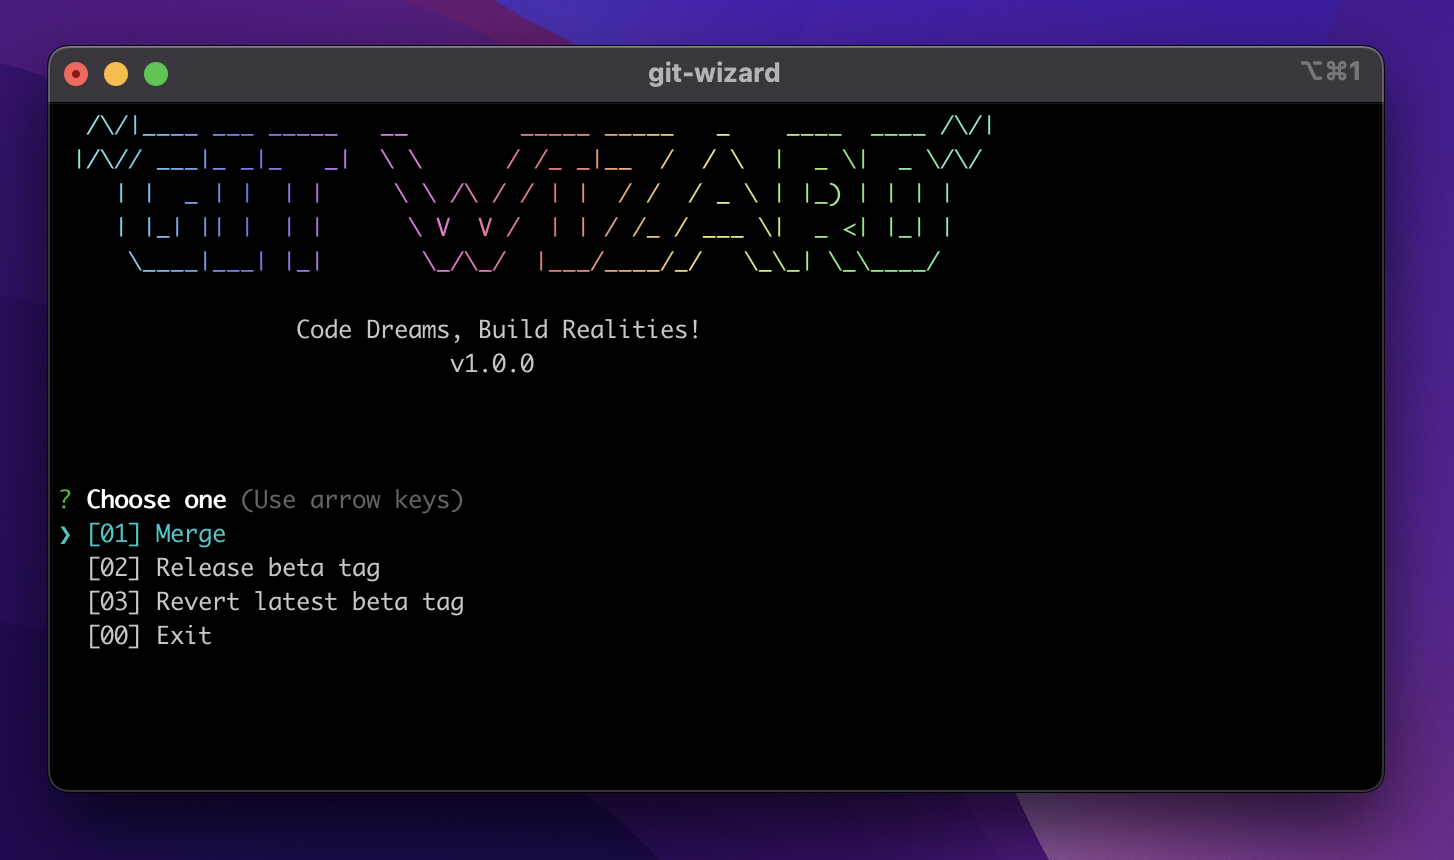 git-wizard
⌥⌘1
~GIT WIZARD~
Code Dreams, Build Realities!
v1.0.0
? Choose one (Use arrow keys)
❯ [01] Merge
[02] Release beta tag
[03] Revert latest beta tag
[00] Exit